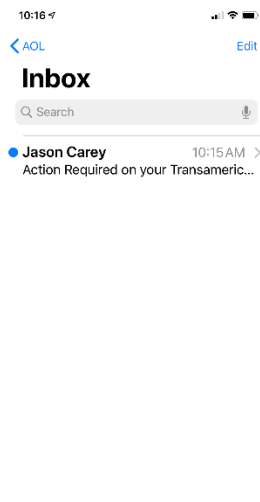 10:16
AOL
Edit
Inbox
Search
Jason Carey
10:15 AM
Action Required on your Transameric...